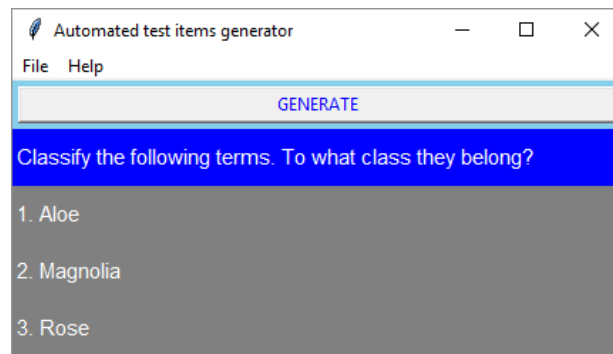 Automated test items generator
File Help
GENERATE
Classify the following terms. To what class they belong?
1. Aloe
2. Magnolia
3. Rose